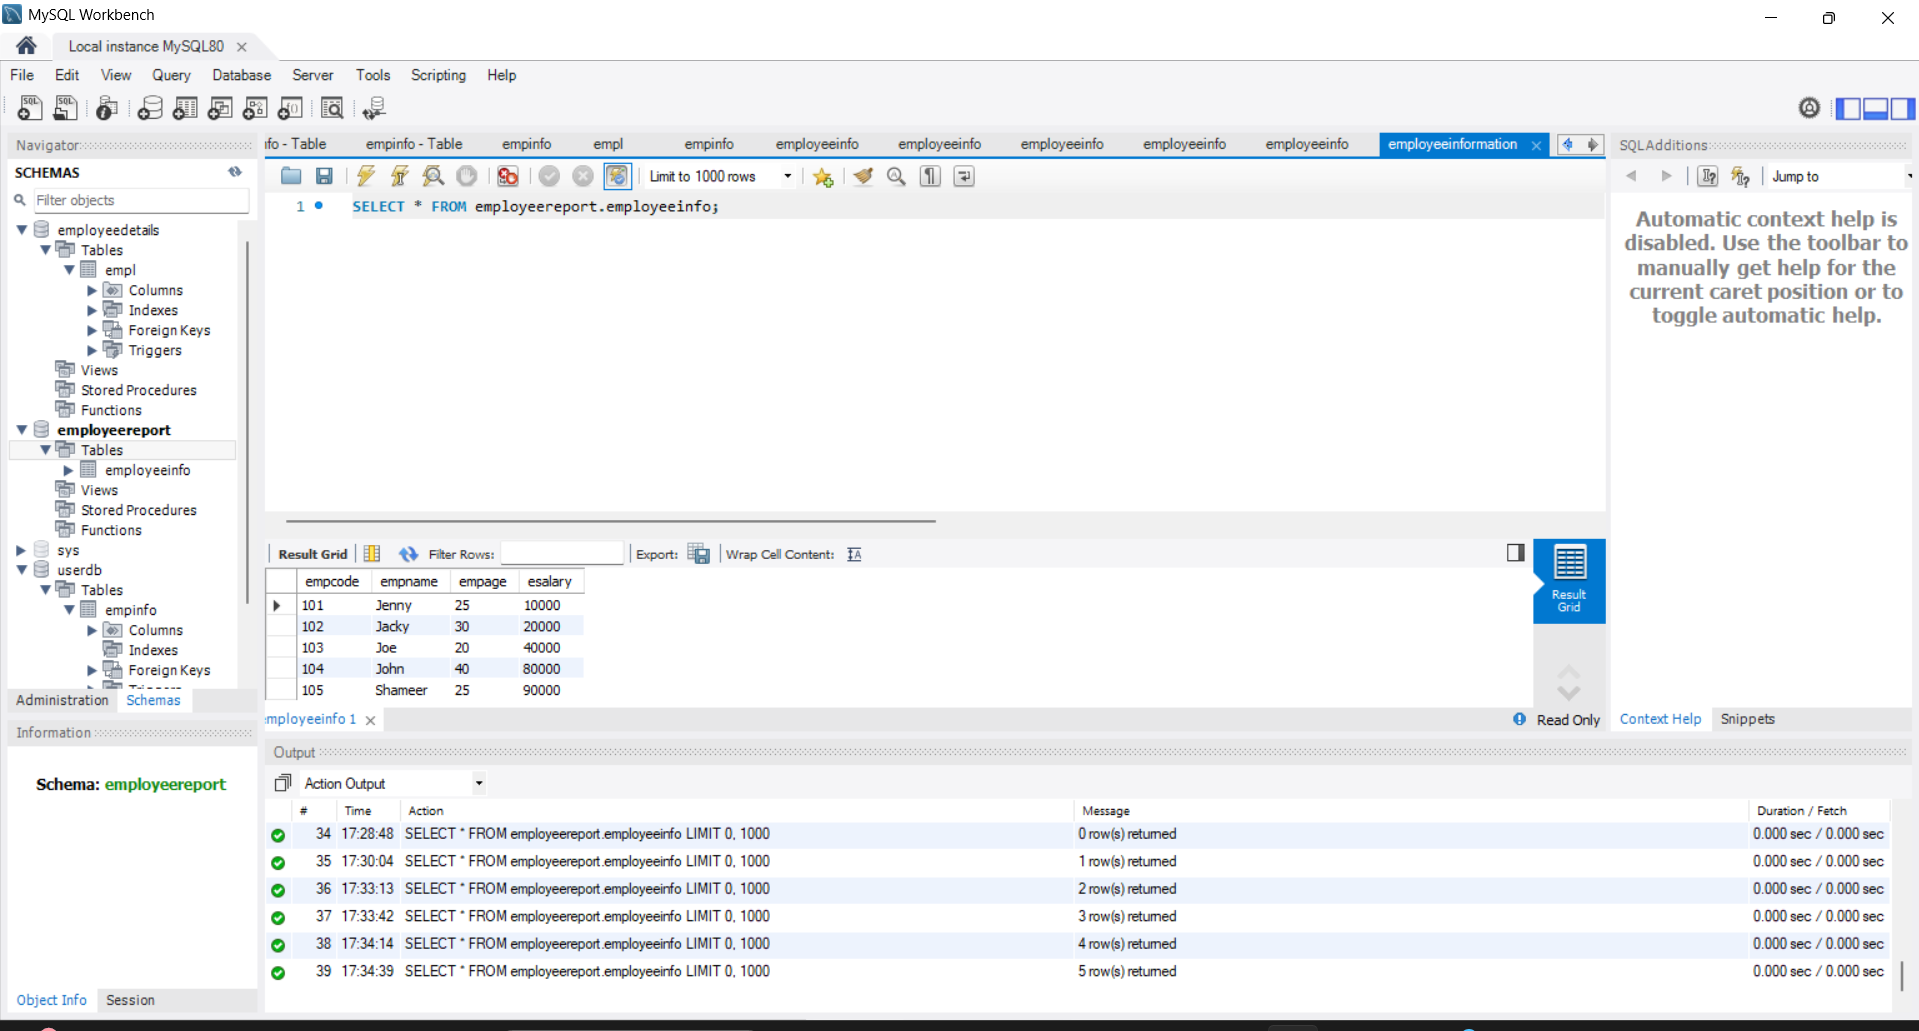 MySQL Workbench
Local instance MySQL80
File Edit View Query Database Server Tools Scripting Help
Navigator
SCHEMAS
Filter objects
employeedetails
Tables
empl
Columns
Indexes
Foreign Keys
Triggers
Views
Stored Procedures
Functions
employeereport
Tables
employeeinfo
Views
Stored Procedures
Functions
sys
userdb
Tables
empinfo
Columns
Indexes
Foreign Keys
Administration Schemas
Information
Schema: employeereport
Object Info Session
fo - Table empinfo - Table empinfo empl empinfo employeeinfo employeeinfo employeeinfo employeeinfo employeeinfo employeeinformation
Limit to 1000 rows
1 SELECT * FROM employeereport.employeeinfo;
Result Grid Filter Rows: Export: Wrap Cell Content:
empcode empname empage esalary
101 Jenny 25 10000
102 Jacky 30 20000
103 Joe 20 40000
104 John 40 80000
105 Shameer 25 90000
Result
Grid
mployeeinfo 1
Read Only
SQLAdditions
Jump to
Automatic context help is
disabled. Use the toolbar to
manually get help for the
current caret position or to
toggle automatic help.
Context Help Snippets
Output
Action Output
# Time Action Message Duration / Fetch
34 17:28:48 SELECT * FROM employeereport.employeeinfo LIMIT 0, 1000 0 row(s) returned 0.000 sec / 0.000 sec
35 17:30:04 SELECT * FROM employeereport.employeeinfo LIMIT 0, 1000 1 row(s) returned 0.000 sec / 0.000 sec
36 17:33:13 SELECT * FROM employeereport.employeeinfo LIMIT 0, 1000 2 row(s) returned 0.000 sec / 0.000 sec
37 17:33:42 SELECT * FROM employeereport.employeeinfo LIMIT 0, 1000 3 row(s) returned 0.000 sec / 0.000 sec
38 17:34:14 SELECT * FROM employeereport.employeeinfo LIMIT 0, 1000 4 row(s) returned 0.000 sec / 0.000 sec
39 17:34:39 SELECT * FROM employeereport.employeeinfo LIMIT 0, 1000 5 row(s) returned 0.000 sec / 0.000 sec